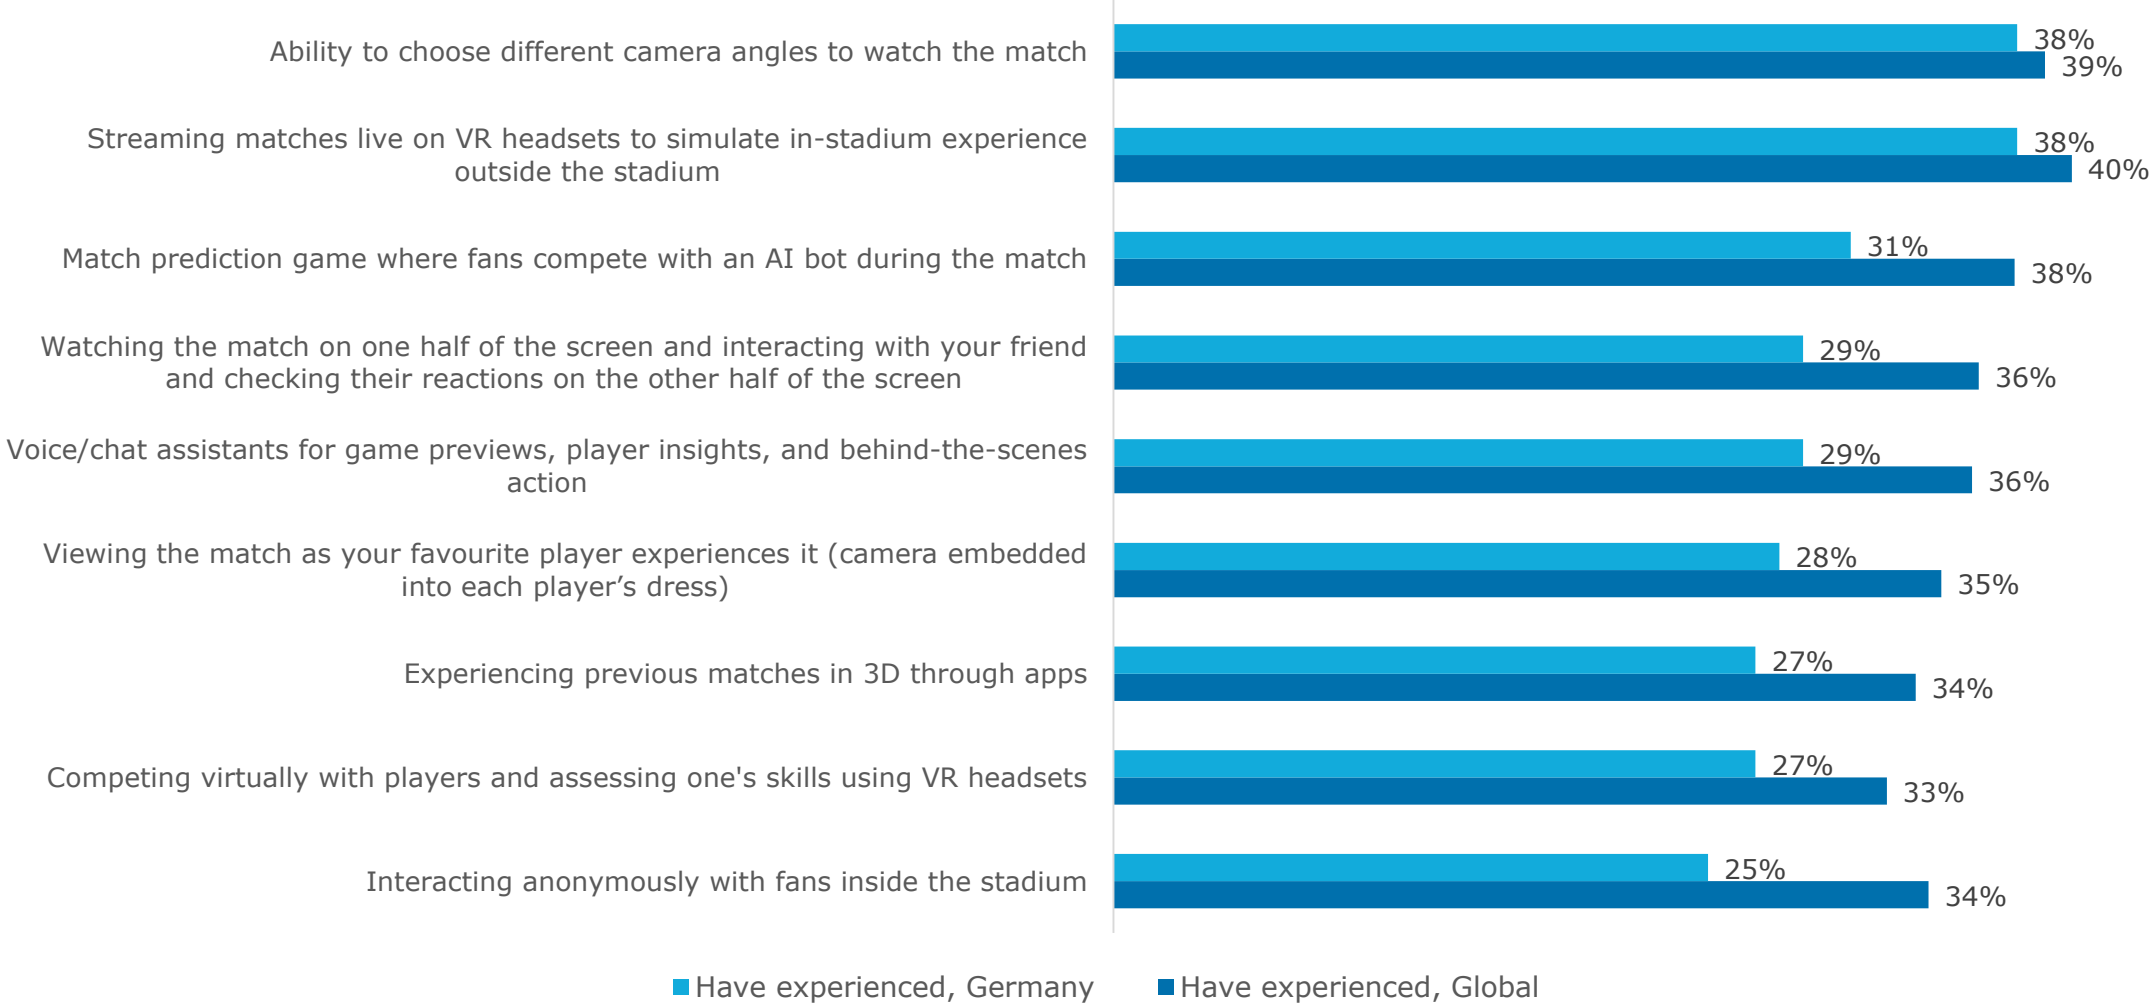 Ability to choose different camera angles to watch the match
38%
39%
Streaming matches live on VR headsets to simulate in-stadium experience
outside the stadium
38%
40%
Match prediction game where fans compete with an AI bot during the match
31%
38%
Watching the match on one half of the screen and interacting with your friend
and checking their reactions on the other half of the screen
29%
36%
Voice/chat assistants for game previews, player insights, and behind-the-scenes
action
29%
36%
Viewing the match as your favourite player experiences it (camera embedded
into each player’s dress)
28%
35%
Experiencing previous matches in 3D through apps
27%
34%
Competing virtually with players and assessing one's skills using VR headsets
27%
33%
Interacting anonymously with fans inside the stadium
25%
34%
Have experienced, Germany
Have experienced, Global